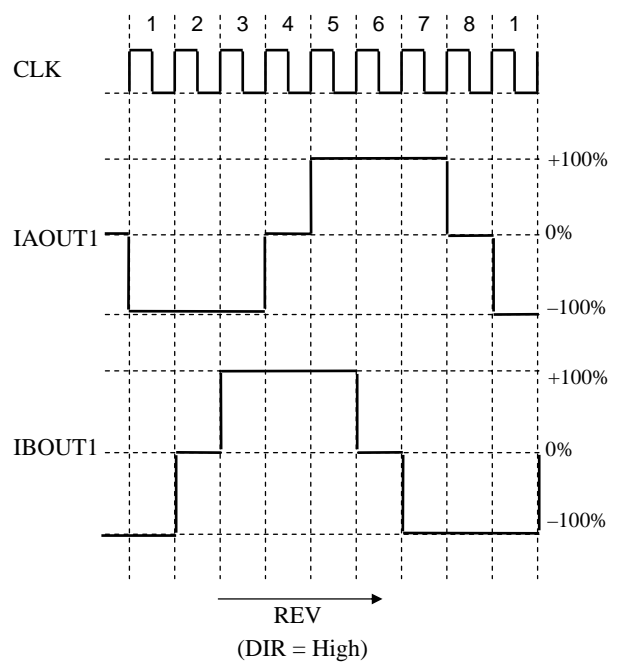 1 2 3 4 5 6 7 8 1
CLK
+100%
IAOUT1
0%
–100%
+100%
IBOUT1
0%
–100%
REV
(DIR = High)